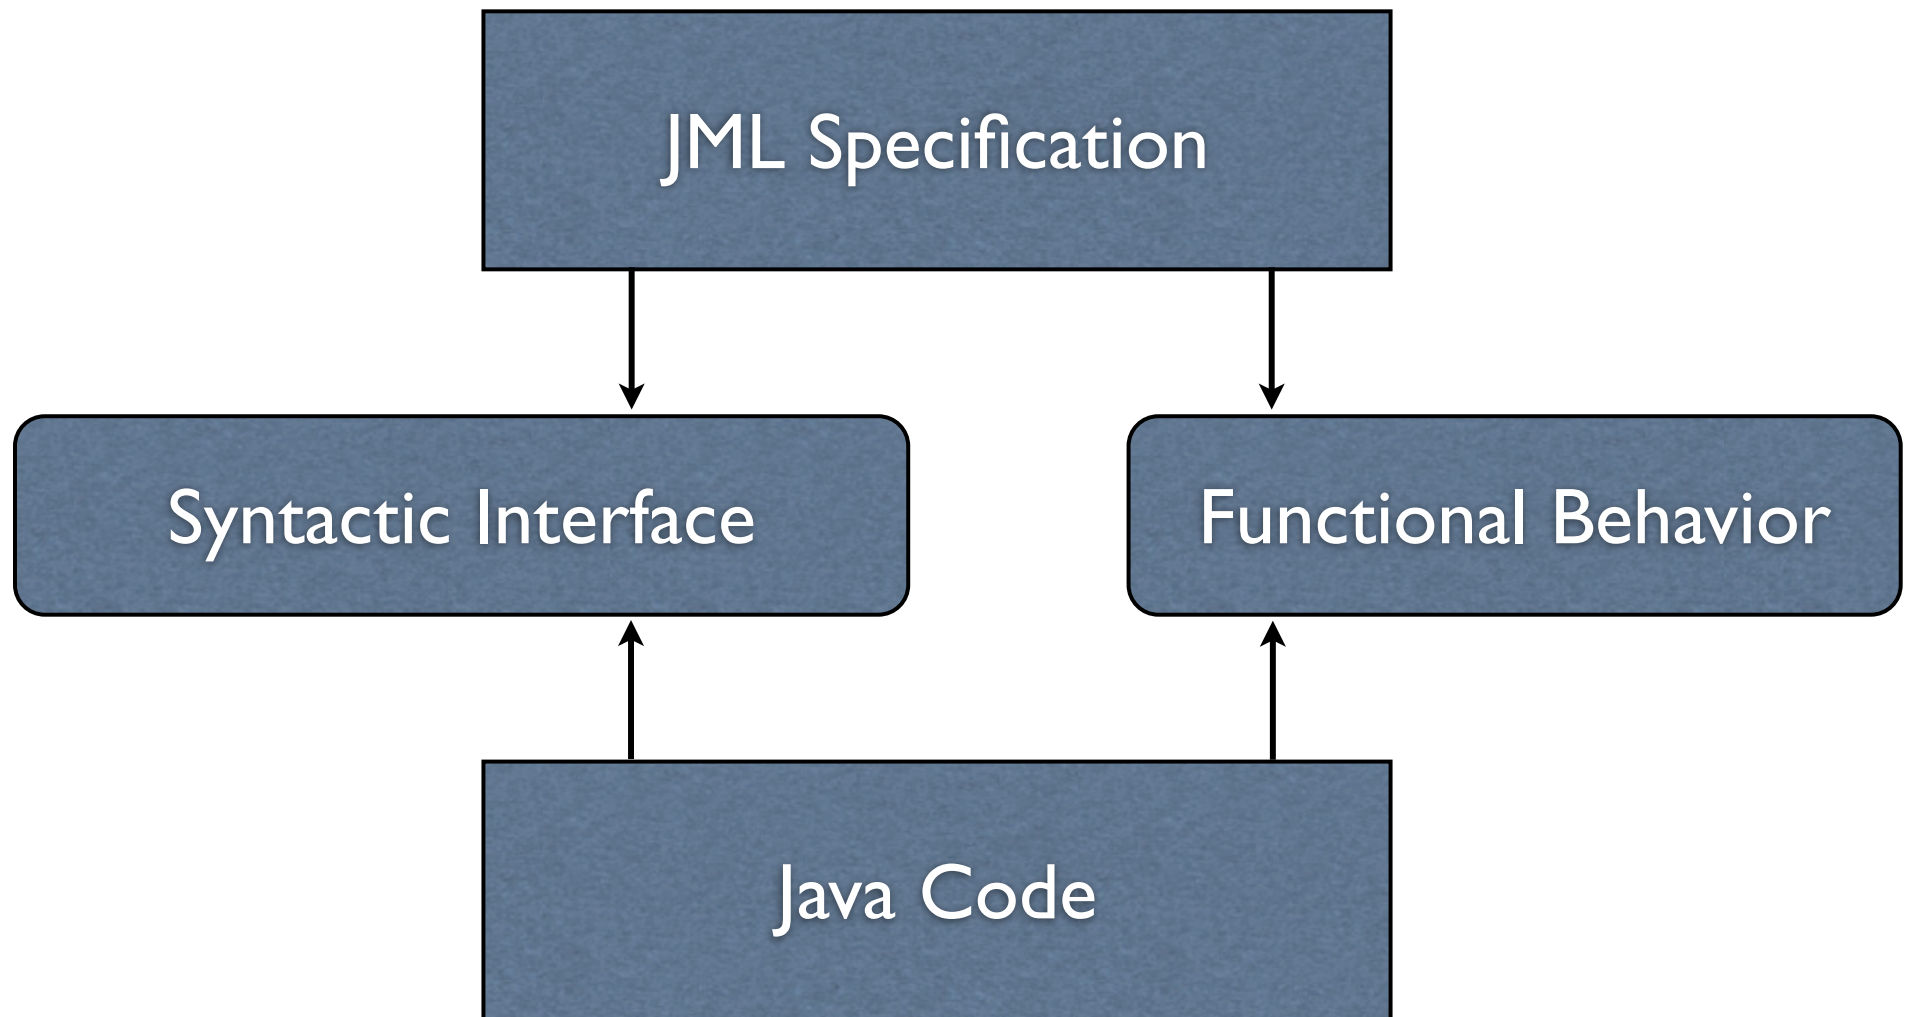 JML Specification
Syntactic Interface
Functional Behavior
Java Code